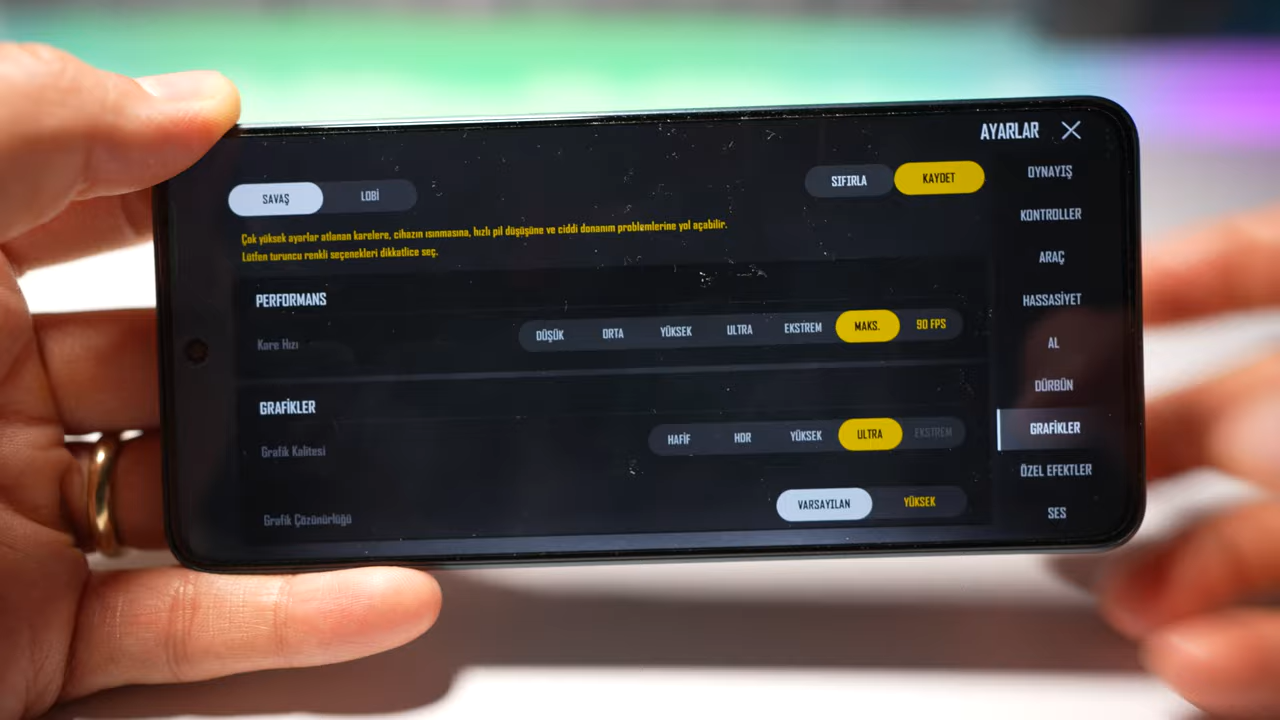 AYARLAR
SAVAŞ LOBİ SIFIRLA KAYDET
Çok yüksek ayarlar atlanan karelere, cihazın ısınmasına, hızlı pil düşüşüne ve ciddi donanım problemlerine yol açabilir.
Lütfen turuncu renkli seçenekleri dikkatlice seç.
PERFORMANS
Kare Hızı DÜŞÜK ORTA YÜKSEK ULTRA EKSTREM MAKS. 90 FPS
GRAFİKLER
Grafik Kalitesi HAFİF HDR YÜKSEK ULTRA EKSTREM
Grafik Çözünürlüğü VARSAYILAN YÜKSEK
OYNAYIŞ
KONTROLLER
ARAÇ
HASSASİYET
AL
DÜRBÜN
GRAFİKLER
ÖZEL EFEKTLER
SES